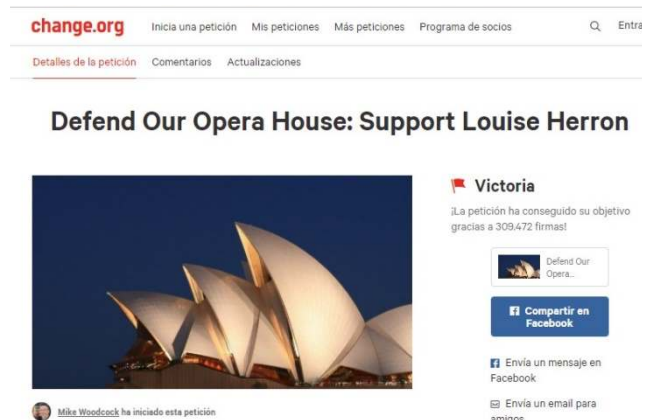 change.org Inicia una petición Mis peticiones Más peticiones Programa de socios Entra
Detalles de la petición Comentarios Actualizaciones
Defend Our Opera House: Support Louise Herron
Victoria
¡La petición ha conseguido su objetivo
gracias a 309.472 firmas!
Defend Our
Opera...
Compartir en
Facebook
Envía un mensaje en
Facebook
Envía un email para
amigos
Mike Woodcock ha iniciado esta petición